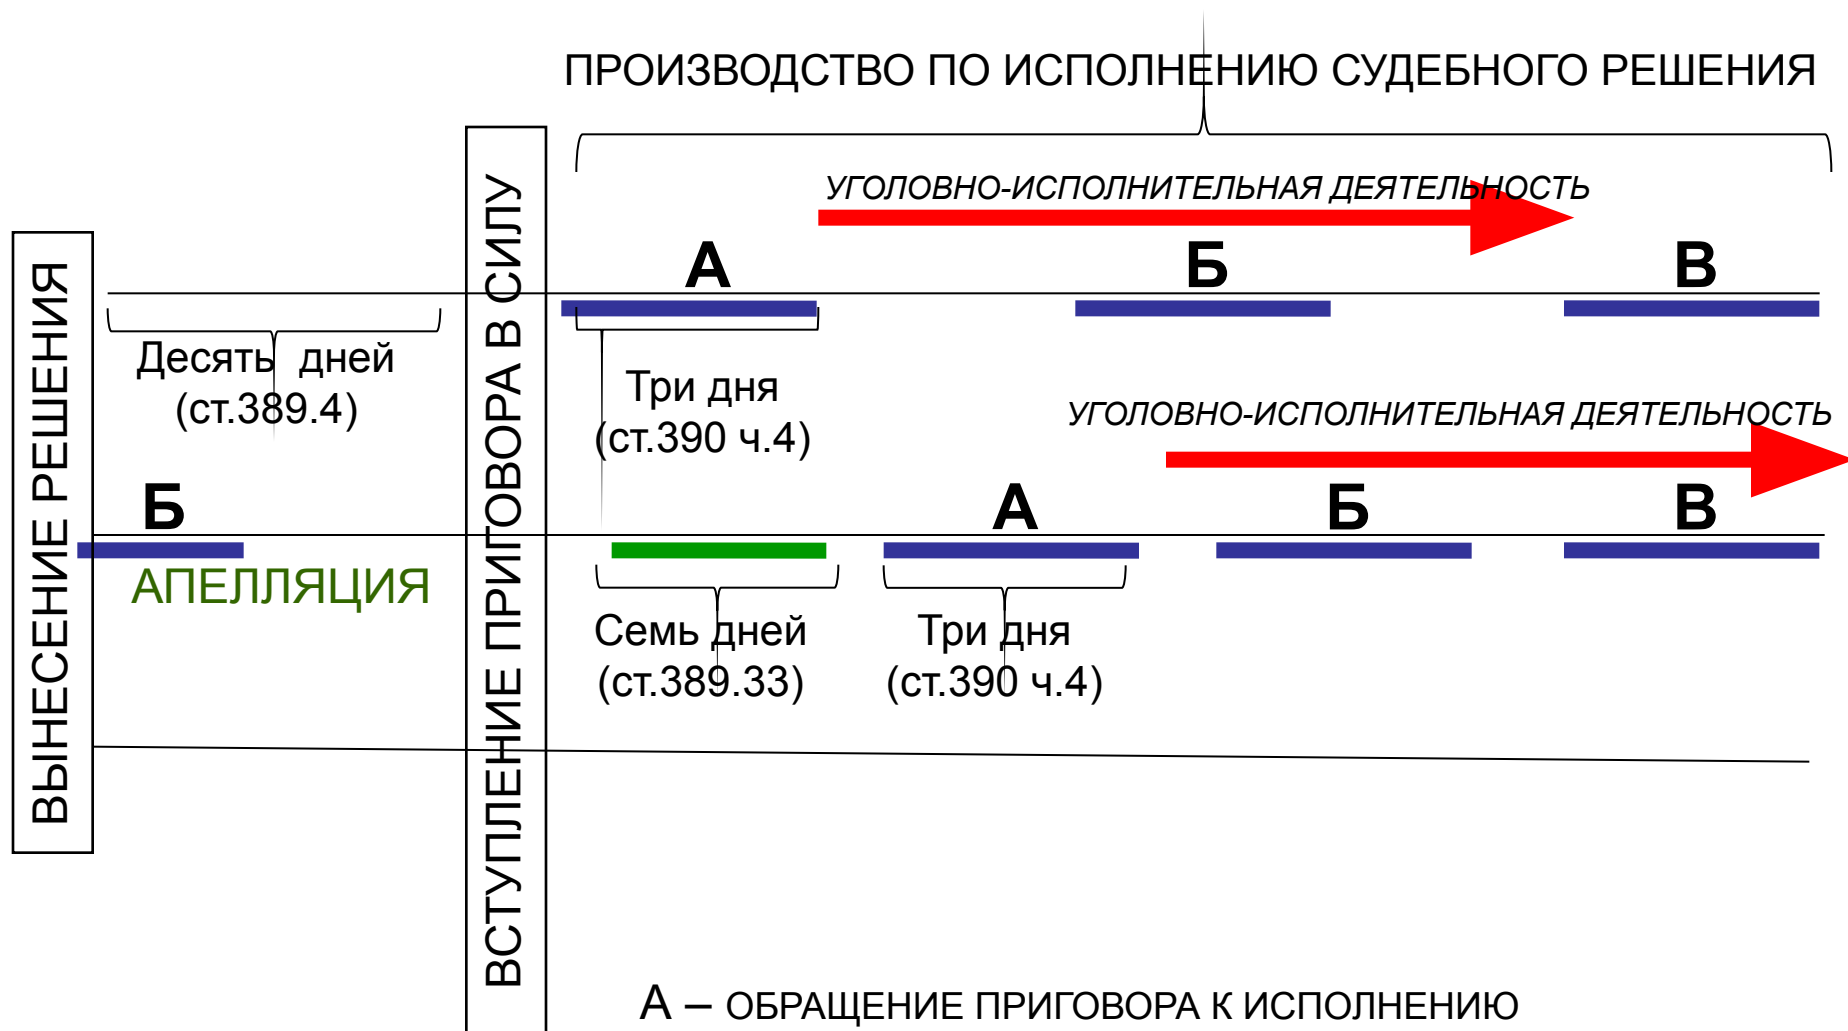 ПРОИЗВОДСТВО ПО ИСПОЛНЕНИЮ СУДЕБНОГО РЕШЕНИЯ
ВЫНЕСЕНИЕ РЕШЕНИЯ
ВСТУПЛЕНИЕ ПРИГОВОРА В СИЛУ
УГОЛОВНО-ИСПОЛНИТЕЛЬНАЯ ДЕЯТЕЛЬНОСТЬ
А Б В
Десять дней
(ст.389.4)
Три дня
(ст.390 ч.4)
УГОЛОВНО-ИСПОЛНИТЕЛЬНАЯ ДЕЯТЕЛЬНОСТЬ
Б А Б В
АПЕЛЛЯЦИЯ
Семь дней
(ст.389.33)
Три дня
(ст.390 ч.4)
А – ОБРАЩЕНИЕ ПРИГОВОРА К ИСПОЛНЕНИЮ